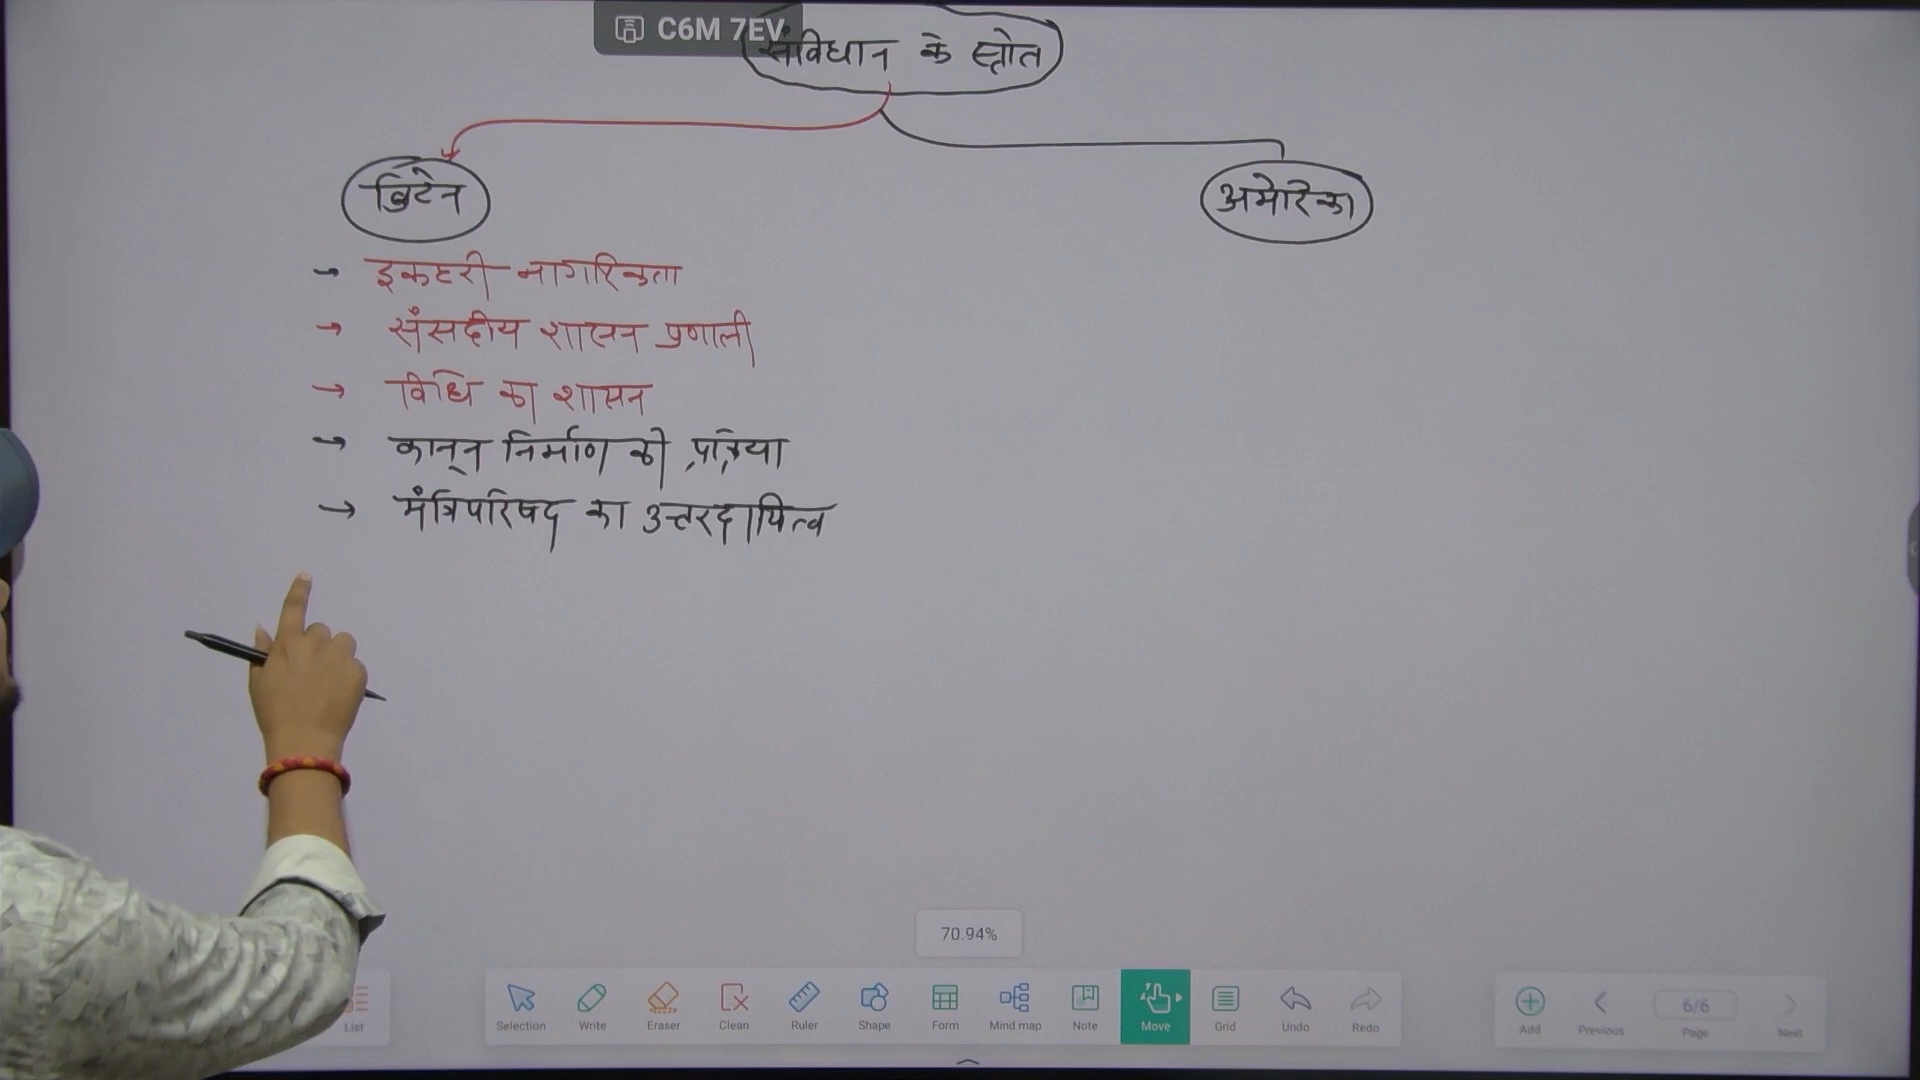 C6M 7EV
संविधान के स्त्रोत
ब्रिटेन
अमेरिका
→ इकहरी नागरिकता
→ संसदीय शासन प्रणाली
→ विधि का शासन
→ कानून निर्माण की प्रक्रिया
→ मंत्रिपरिषद का उत्तरदायित्व
70.94%
List
Selection Write Eraser Clean Ruler Shape Form Mind map Note Move Grid Undo Redo
Add Previous 6/6 Page Next